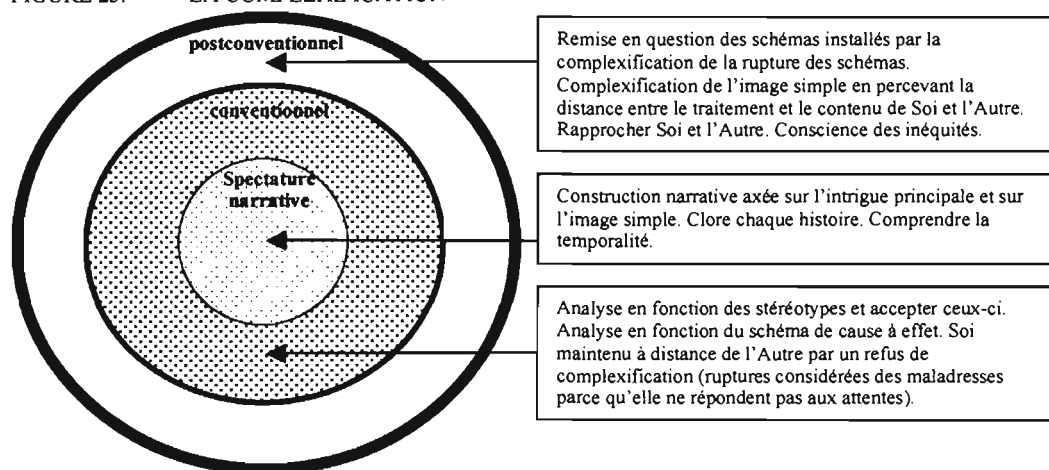 postconventionnel
conventionnel
Spectature
narrative
Remise en question des schémas installés par la
complexification de la rupture des schémas.
Complexification de l'image simple en percevant la
distance entre le traitement et le contenu de Soi et l'Autre.
Rapprocher Soi et l'Autre. Conscience des inéquités.
Construction narrative axée sur l'intrigue principale et sur
l'image simple. Clore chaque histoire. Comprendre la
temporalité.
Analyse en fonction des stéréotypes et accepter ceux-ci.
Analyse en fonction du schéma de cause à effet. Soi
maintenu à distance de l'Autre par un refus de
complexification (ruptures considérées des maladresses
parce qu'elle ne répondent pas aux attentes).